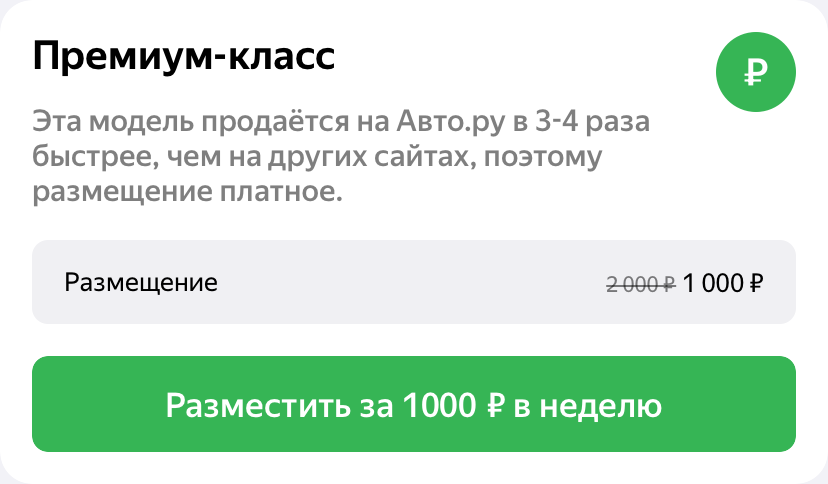 Премиум-класс
₽
Эта модель продаётся на Авто.ру в 3-4 раза
быстрее, чем на других сайтах, поэтому
размещение платное.
Размещение 2 000 ₽ 1 000 ₽
Разместить за 1000 ₽ в неделю